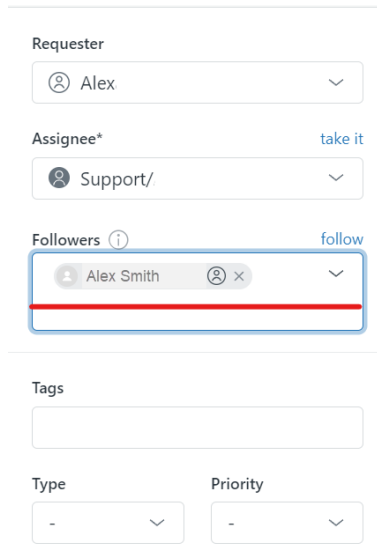 Requester
Alex
Assignee* take it
Support/
Followers follow
Alex Smith
Tags
Type Priority
- -